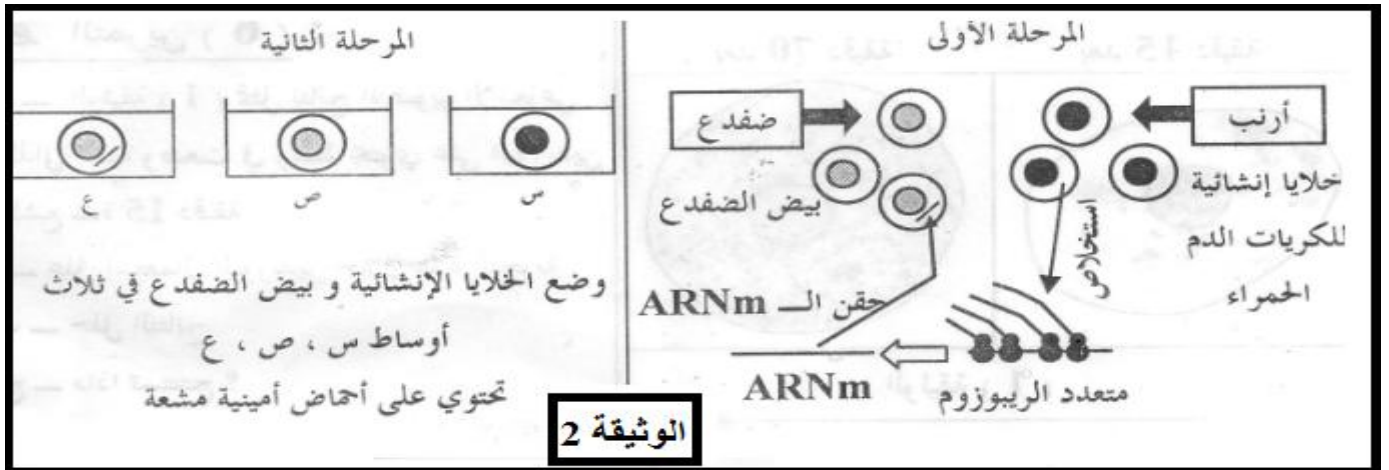 المرحلة الأولى
أرنب
خلايا إنشائية
للكريات الدم
الحمراء
استخلاص
متعدد الريبوزوم
ARNm
ضفدع
بيض الضفدع
حقن الـ ARNm
المرحلة الثانية
س
ص
ع
وضع الخلايا الإنشائية و بيض الضفدع في ثلاث
أوساط س ، ص ، ع
تحتوي على أحماض أمينية مشعة
الوثيقة 2